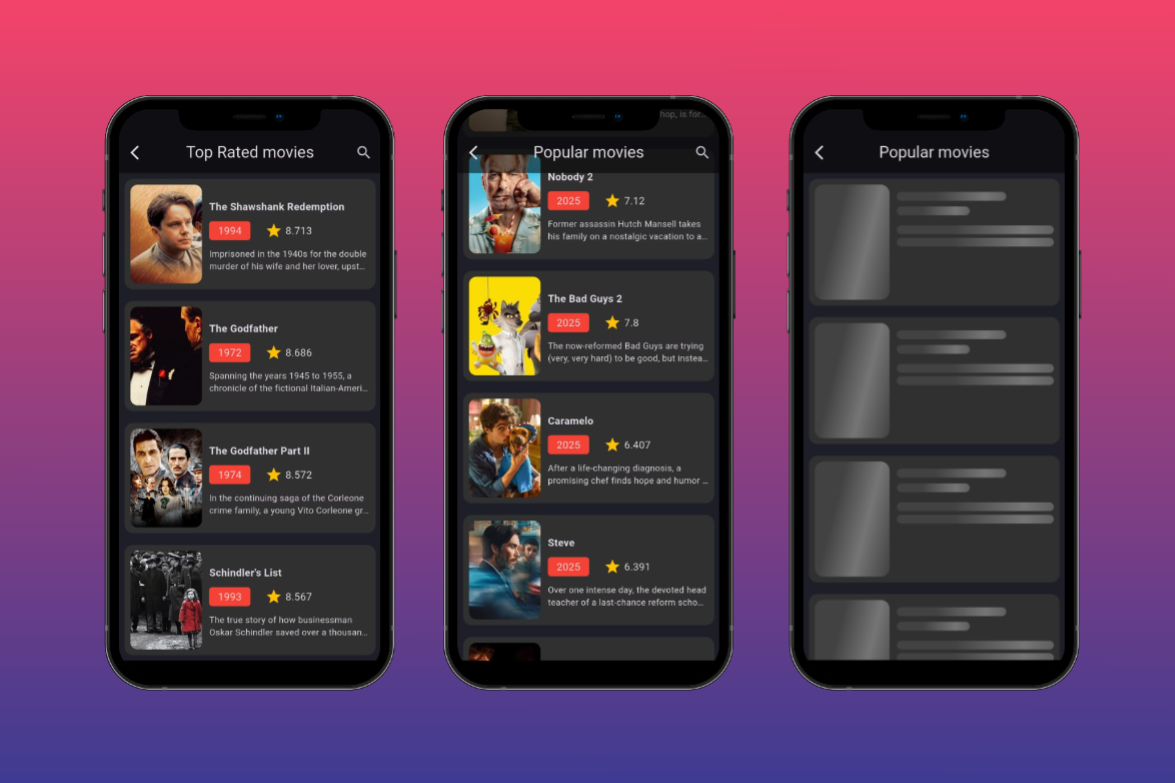 Top Rated movies
The Shawshank Redemption
1994 8.713
Imprisoned in the 1940s for the double
murder of his wife and her lover, upst...
The Godfather
1972 8.686
Spanning the years 1945 to 1955, a
chronicle of the fictional Italian-Ameri...
The Godfather Part II
1974 8.572
In the continuing saga of the Corleone
crime family, a young Vito Corleone gr...
Schindler's List
1993 8.567
The true story of how businessman
Oskar Schindler saved over a thousan...
hop, is for...
Popular movies
Nobody 2
2025 7.12
Former assassin Hutch Mansell takes
his family on a nostalgic vacation to a...
The Bad Guys 2
2025 7.8
The now-reformed Bad Guys are trying
(very, very hard) to be good, but instea...
Caramelo
2025 6.407
After a life-changing diagnosis, a
promising chef finds hope and humor ...
Steve
2025 6.391
Over one intense day, the devoted head
teacher of a last-chance reform scho...
Popular movies